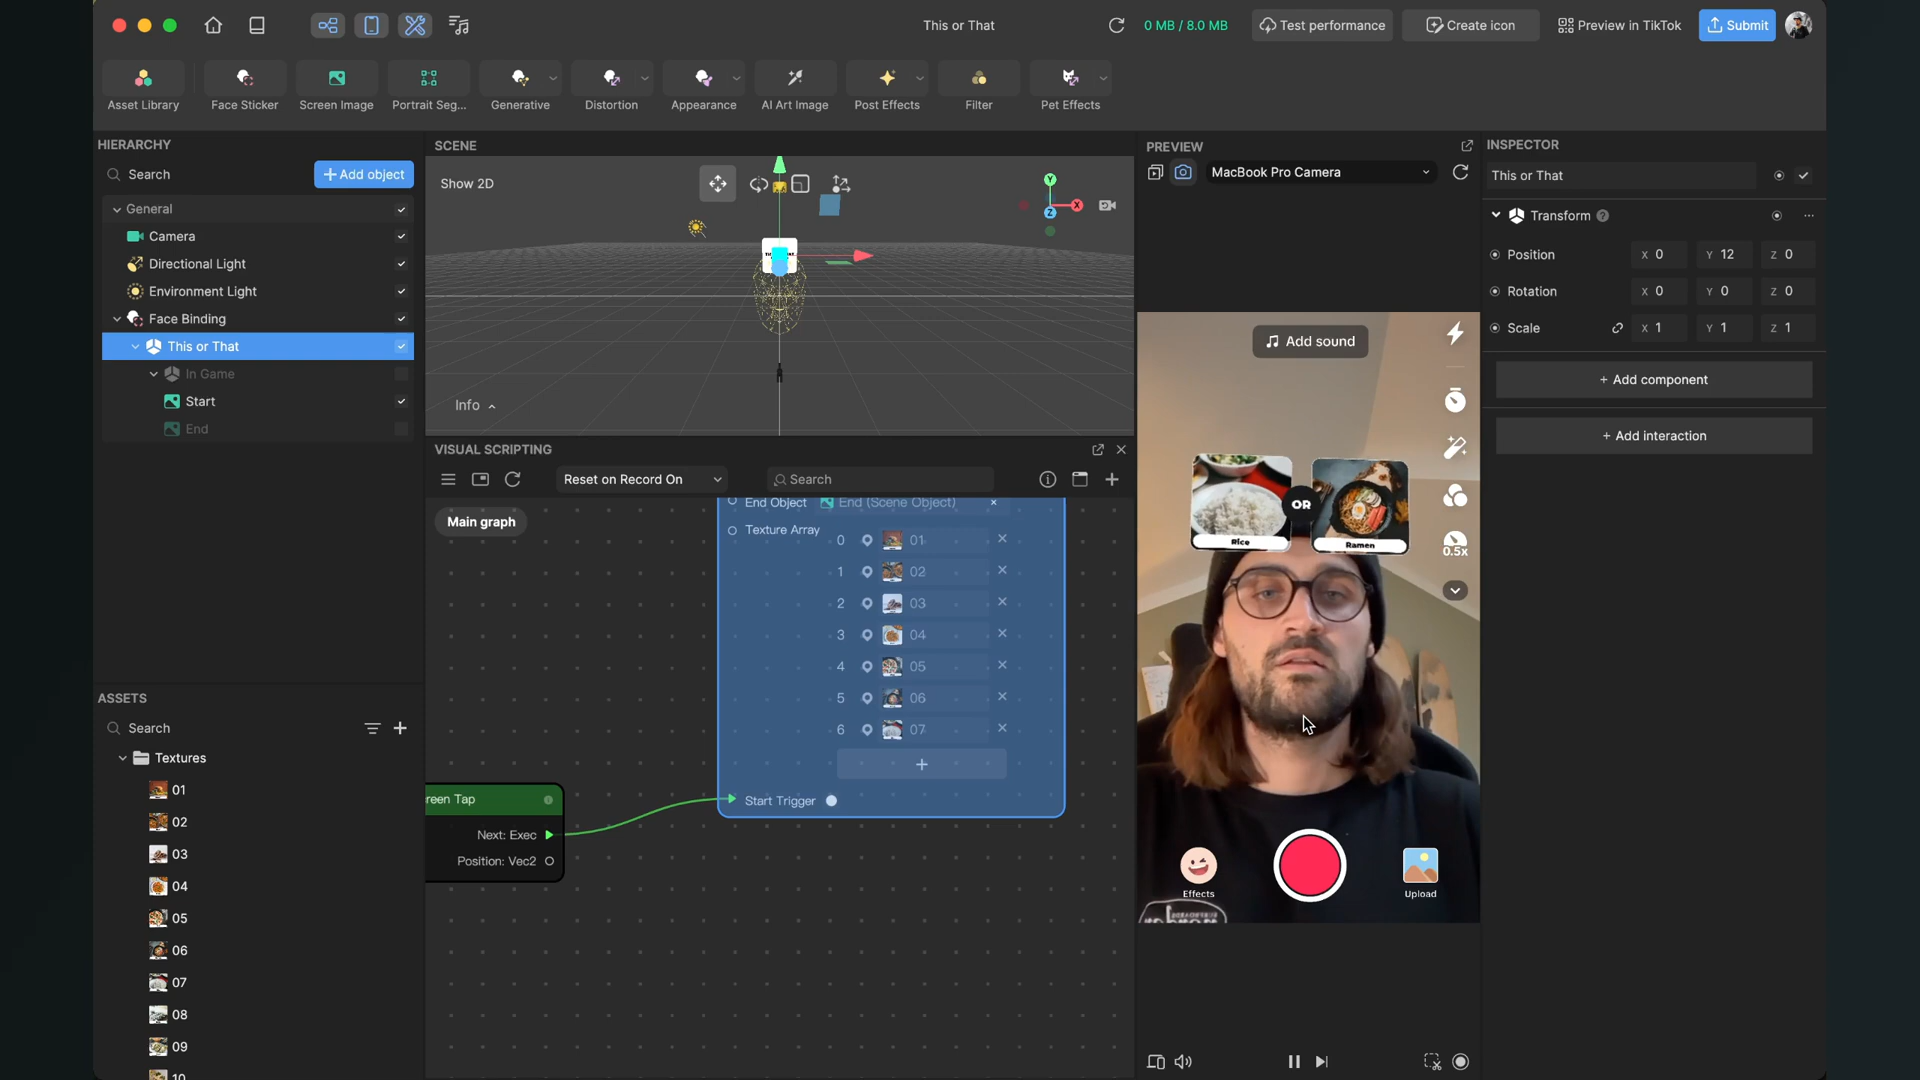 This or That
0 MB / 8.0 MB
Test performance
Create icon
Preview in TikTok
Submit
Asset Library
Face Sticker
Screen Image
Portrait Seg...
Generative
Distortion
Appearance
AI Art Image
Post Effects
Filter
Pet Effects
HIERARCHY
Search
+ Add object
General
Camera
Directional Light
Environment Light
Face Binding
This or That
In Game
Start
End
SCENE
Show 2D
Y
X
Z
Info
VISUAL SCRIPTING
Reset on Record On
Search
Main graph
End Object End (Scene Object) ×
Texture Array
0 01
1 02
2 03
3 04
4 05
5 06
6 07
+
Start Trigger
reen Tap
Next: Exec
Position: Vec2
ASSETS
Search
Textures
01
02
03
04
05
06
07
08
09
10
PREVIEW
MacBook Pro Camera
Add sound
OR
Rice
Ramen
0.5x
Effects
Upload
INSPECTOR
This or That
Transform
Position X 0 Y 12 Z 0
Rotation X 0 Y 0 Z 0
Scale X 1 Y 1 Z 1
+ Add component
+ Add interaction